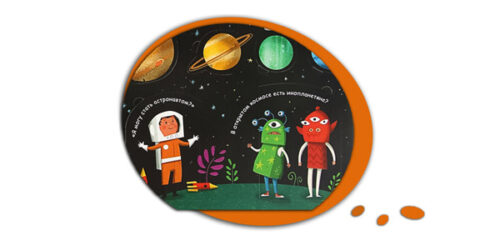 «Я могу стать астронавтом?»
В открытом космосе есть инопланетяне?